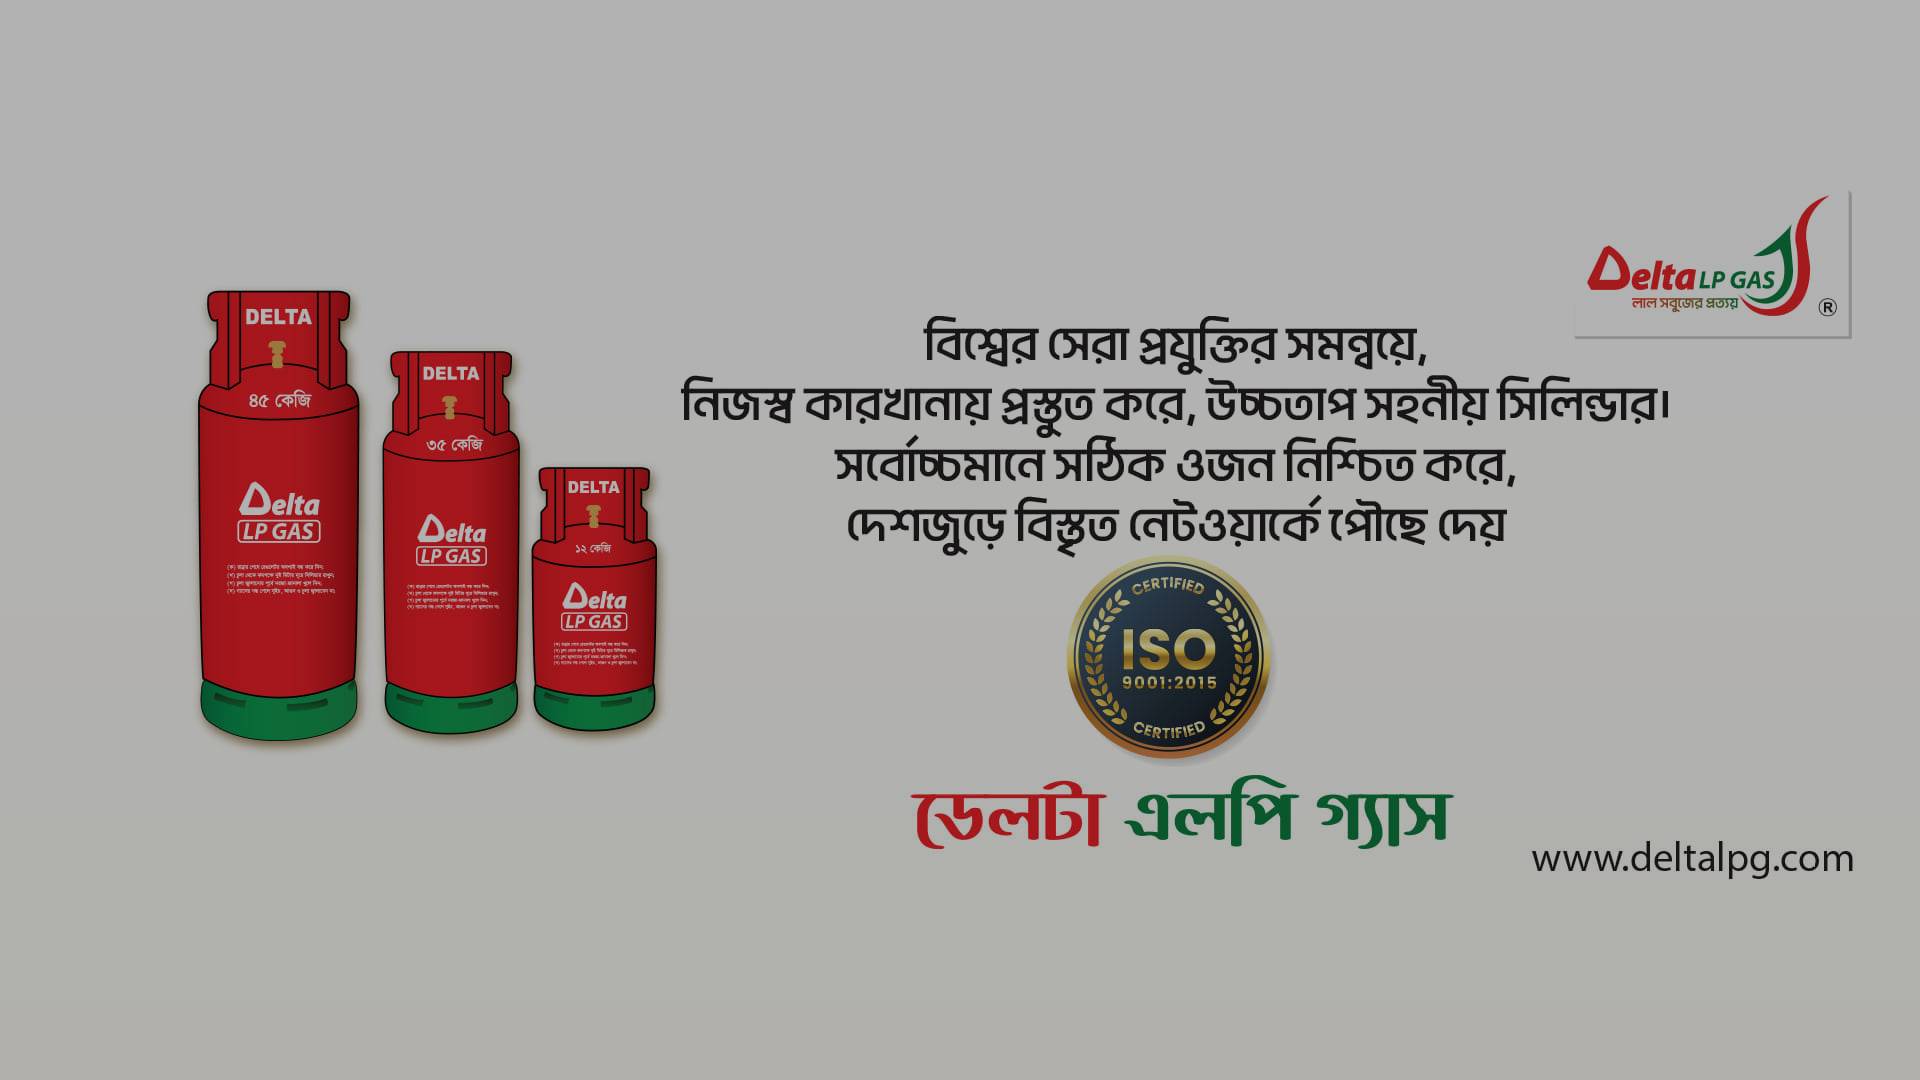 DELTA
৪৫ কেজি
Delta
LP GAS
DELTA
৩৫ কেজি
Delta
LP GAS
DELTA
১২ কেজি
Delta
LP GAS
Delta LP GAS
লাল সবুজের প্রত্যয়
®
বিশ্বের সেরা প্রযুক্তির সমন্বয়ে,
নিজস্ব কারখানায় প্রস্তুত করে, উচ্চতাপ সহনীয় সিলিন্ডার।
সর্বোচ্চমানে সঠিক ওজন নিশ্চিত করে,
দেশজুড়ে বিস্তৃত নেটওয়ার্কে পৌছে দেয়
CERTIFIED
ISO
9001:2015
CERTIFIED
ডেলটা এলপি গ্যাস
www.deltalpg.com